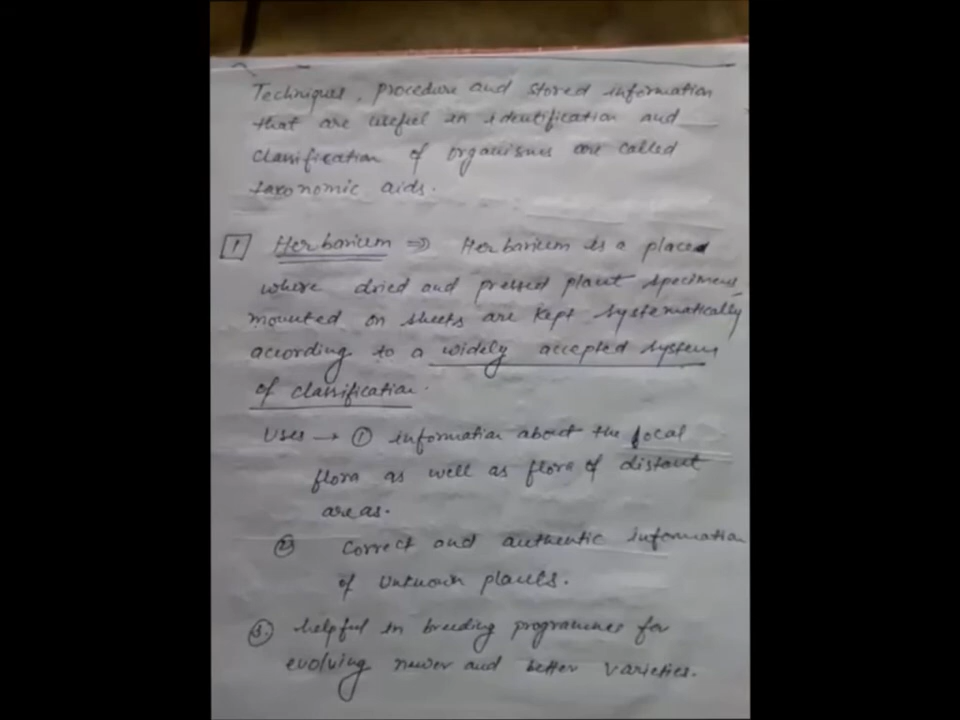 Techniques, procedure and stored information
that are useful in identification and
classification of organisms are called
taxonomic aids.
1 Herbarium ⇒ Herbarium is a place
where dried and pressed plant specimens
mounted on sheets are kept systematically
according to a widely accepted system
of classification.
Uses → ① information about the local
flora as well as flora of distant
areas.
② correct and authentic information
of unknown plants.
③. helpful in breeding programmes for
evolving newer and better varieties.